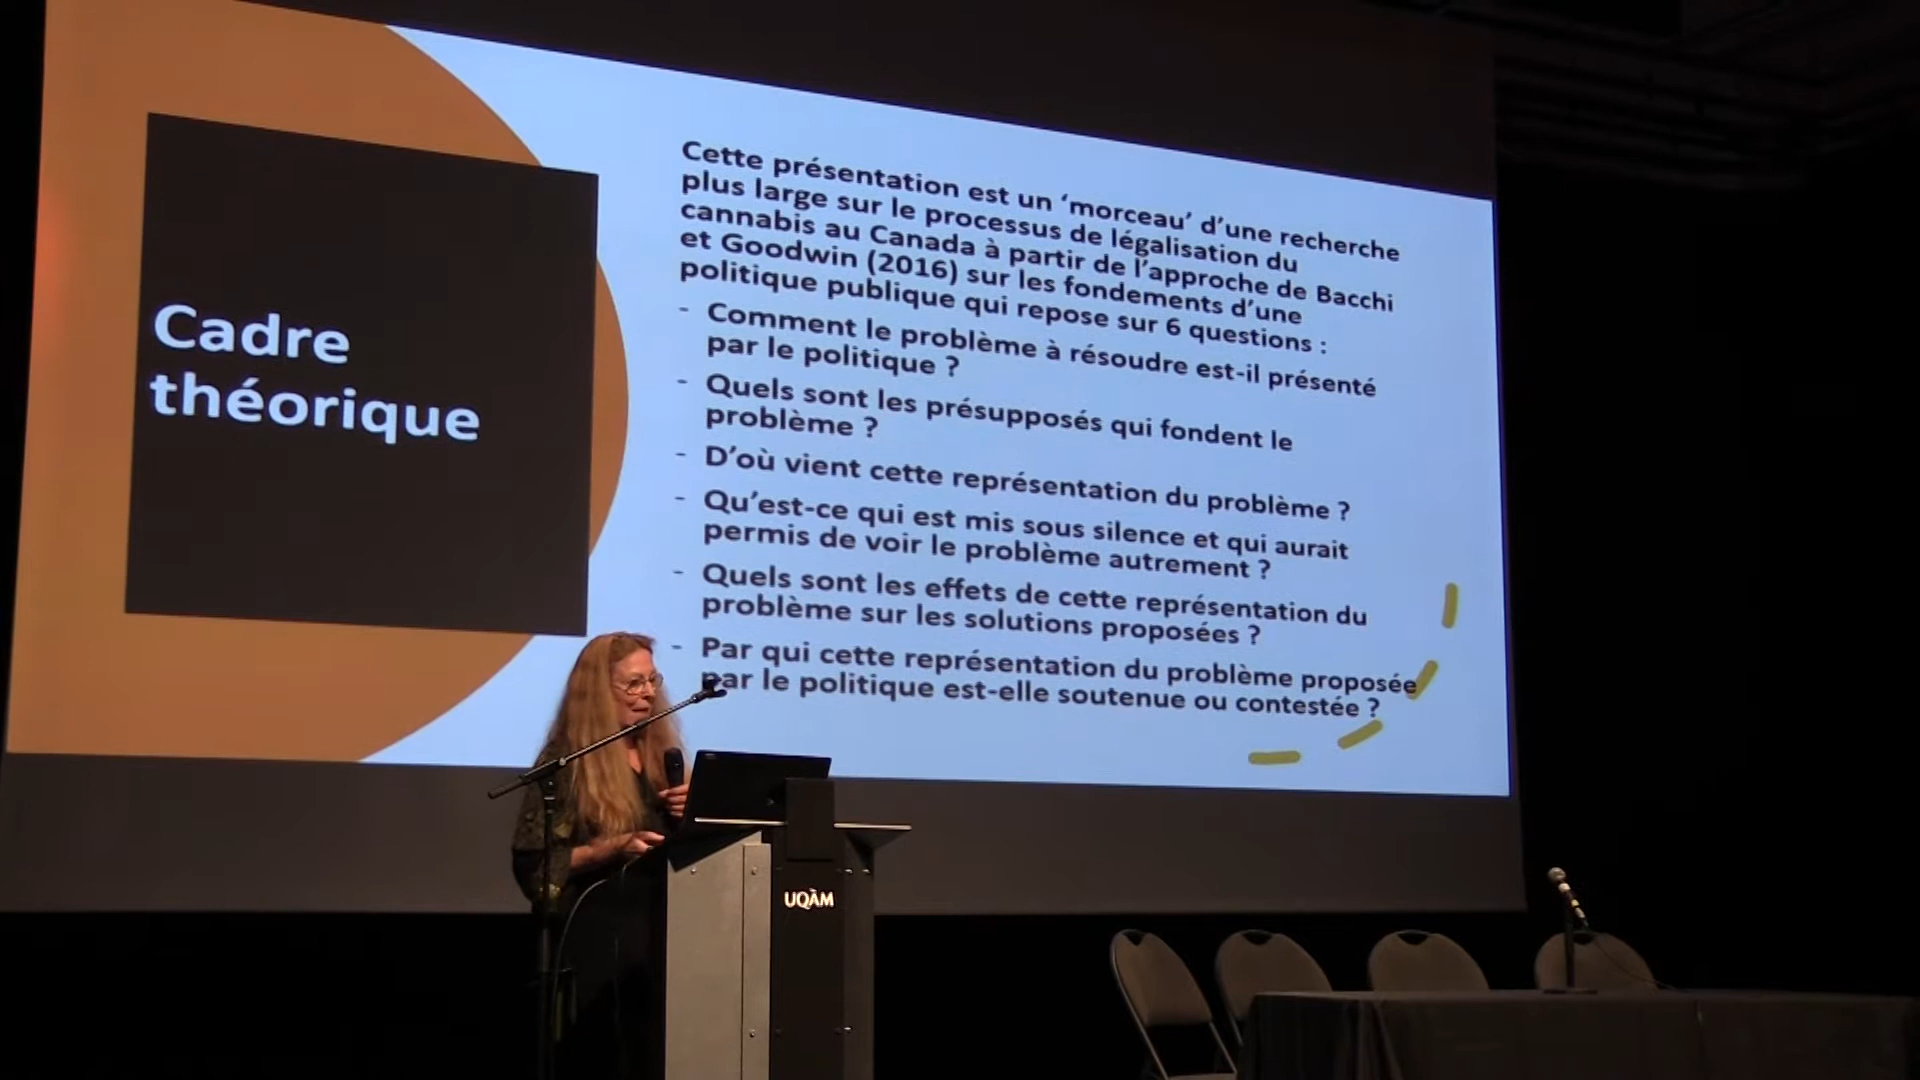 Cadre
théorique
Cette présentation est un ‘morceau’ d’une recherche
plus large sur le processus de légalisation du
cannabis au Canada à partir de l’approche de Bacchi
et Goodwin (2016) sur les fondements d’une
politique publique qui repose sur 6 questions :
- Comment le problème à résoudre est-il présenté
par le politique ?
- Quels sont les présupposés qui fondent le
problème ?
- D’où vient cette représentation du problème ?
- Qu’est-ce qui est mis sous silence et qui aurait
permis de voir le problème autrement ?
- Quels sont les effets de cette représentation du
problème sur les solutions proposées ?
- Par qui cette représentation du problème proposée
par le politique est-elle soutenue ou contestée ?
UQÀM